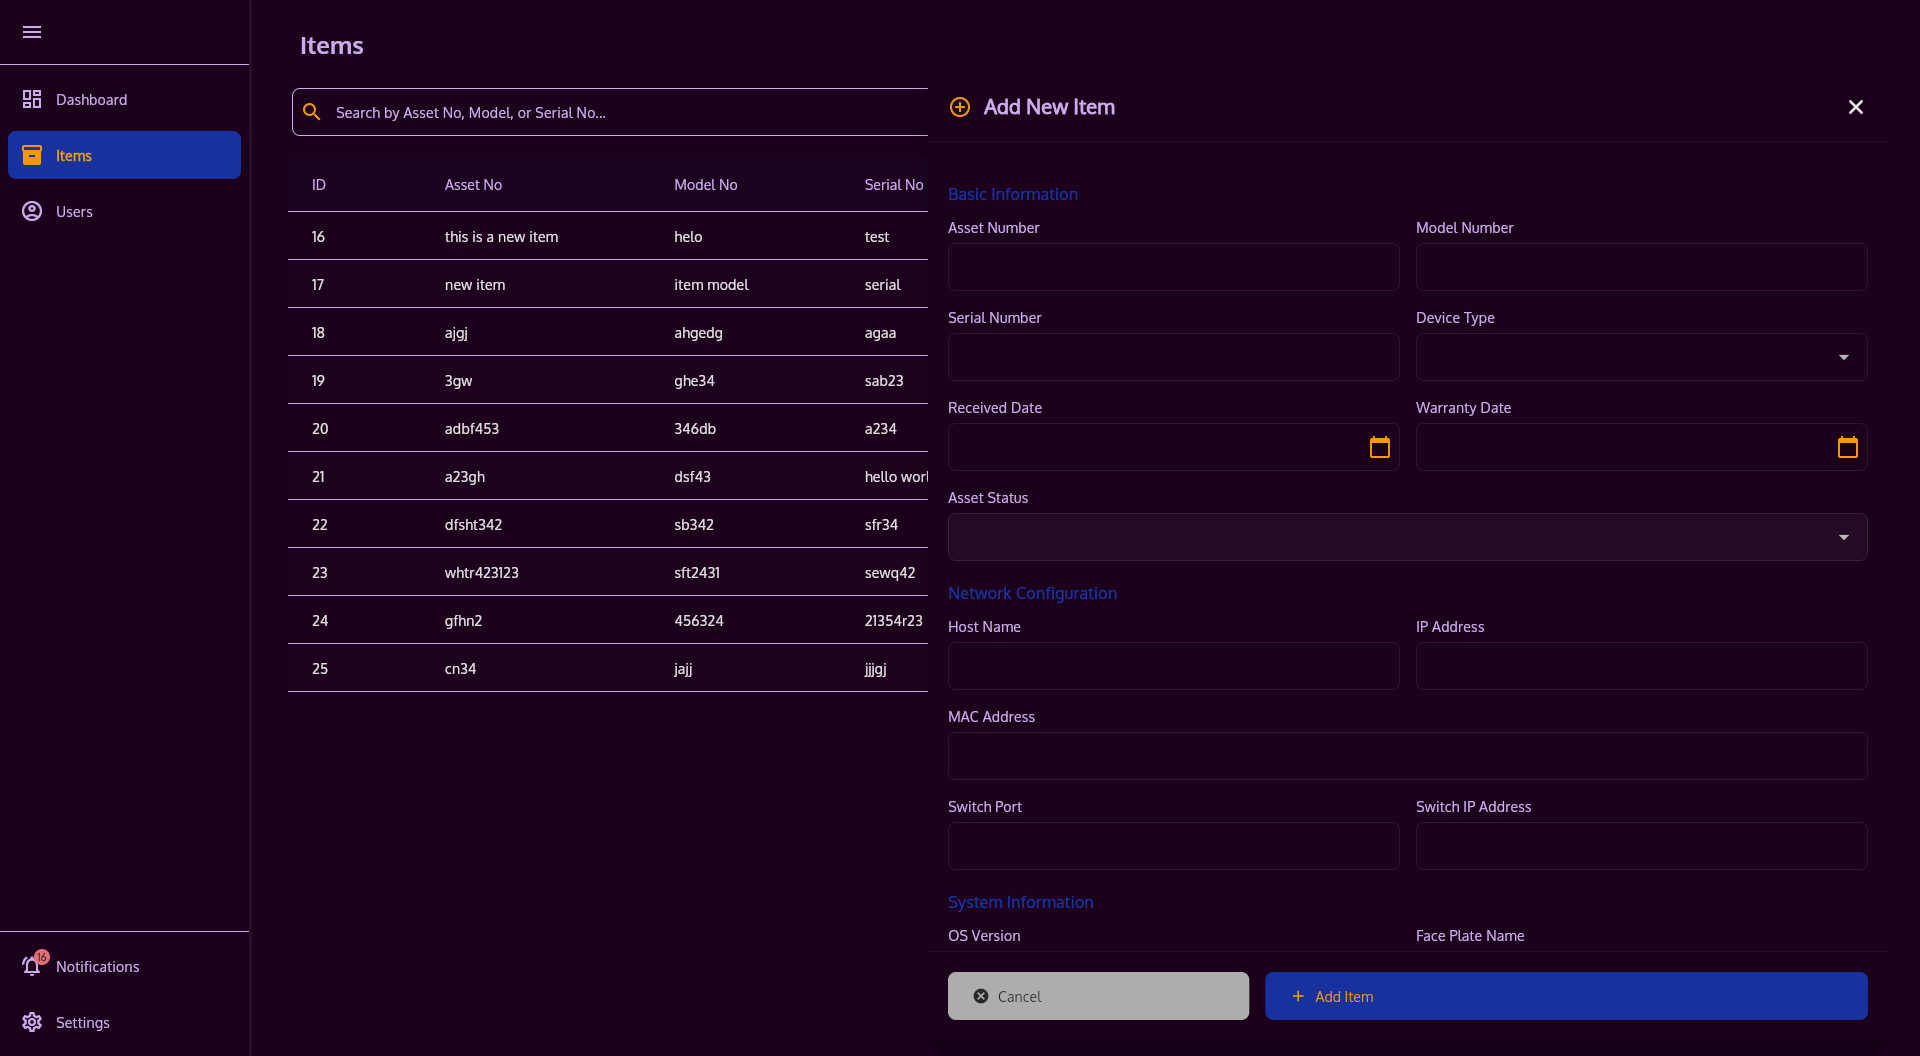 Dashboard
Items
Users
Notifications
16
Settings
Items
Search by Asset No, Model, or Serial No...
ID Asset No Model No Serial No
16 this is a new item helo test
17 new item item model serial
18 ajgj ahgedg agaa
19 3gw ghe34 sab23
20 adbf453 346db a234
21 a23gh dsf43 hello worl
22 dfsht342 sb342 sfr34
23 whtr423123 sft2431 sewq42
24 gfhn2 456324 21354r23
25 cn34 jajj jjjgj
Add New Item
Basic Information
Asset Number Model Number
Serial Number Device Type
Received Date Warranty Date
Asset Status
Network Configuration
Host Name IP Address
MAC Address
Switch Port Switch IP Address
System Information
OS Version Face Plate Name
Cancel Add Item